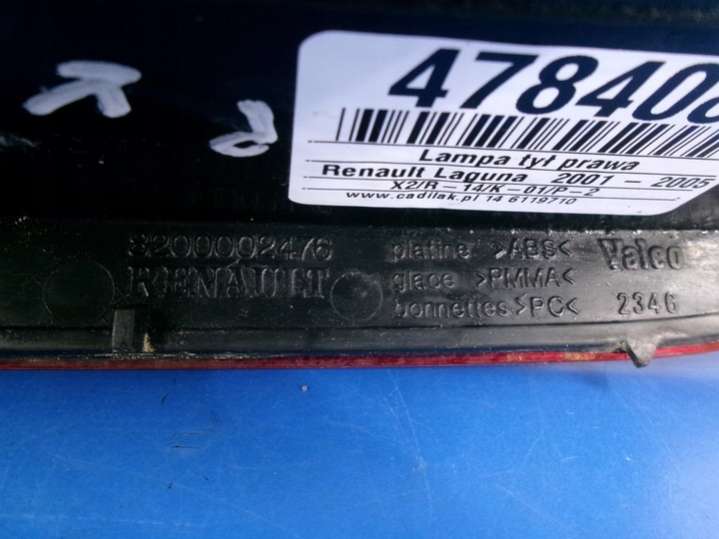 478408
Lampa tył prawa
Renault Laguna 2001 - 2005
X2/R-14/K-01/P-2
www.cadilak.pl 14 6119710
8200002476
RENAULT
platine >ABS<
glace >PMMA<
bonnettes >PC<
Valeo
2346